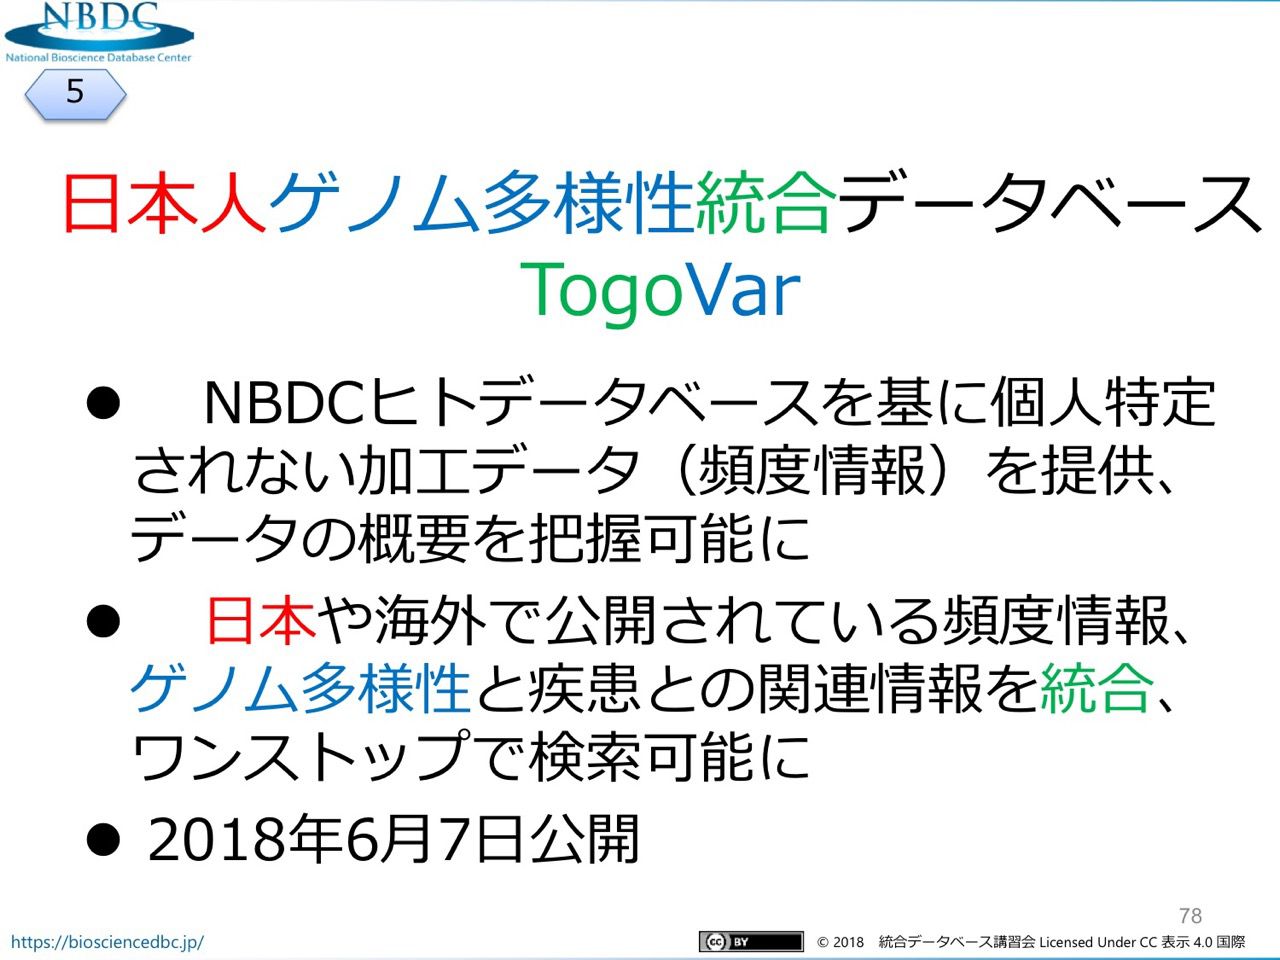 NBDC
National Bioscience Database Center
5
日本人ゲノム多様性統合データベース
TogoVar
● NBDCヒトデータベースを基に個人特定
されない加工データ（頻度情報）を提供、
データの概要を把握可能に
● 日本や海外で公開されている頻度情報、
ゲノム多様性と疾患との関連情報を統合、
ワンストップで検索可能に
● 2018年6月7日公開
78
https://biosciencedbc.jp/
cc BY
© 2018 統合データベース講習会 Licensed Under CC 表示 4.0 国際